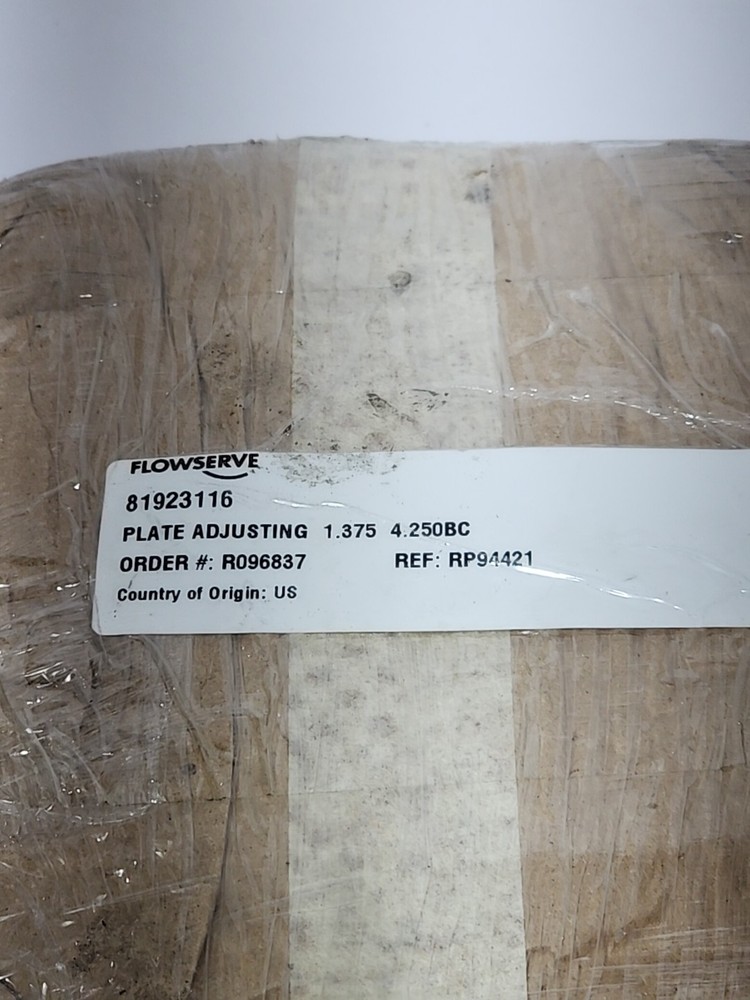 FLOWSERVE
81923116
PLATE ADJUSTING 1.375 4.250BC
ORDER #: R096837 REF: RP94421
Country of Origin: US